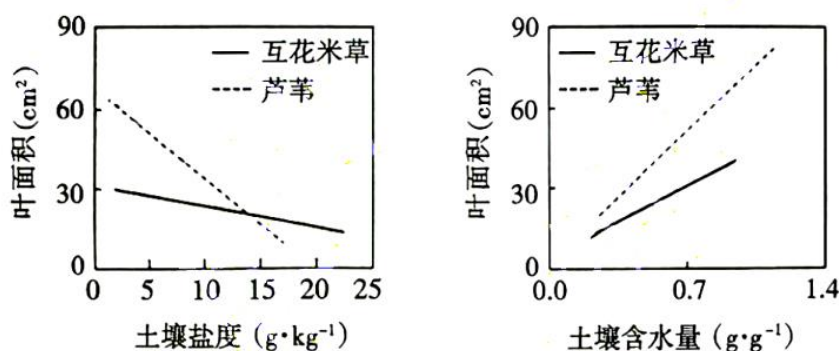 90
60
30
0
叶面积(cm²)
互花米草
芦苇
0 5 10 15 20 25
土壤盐度 (g·kg⁻¹)
90
60
30
0
叶面积(cm²)
互花米草
芦苇
0.0 0.7 1.4
土壤含水量 (g·g⁻¹)